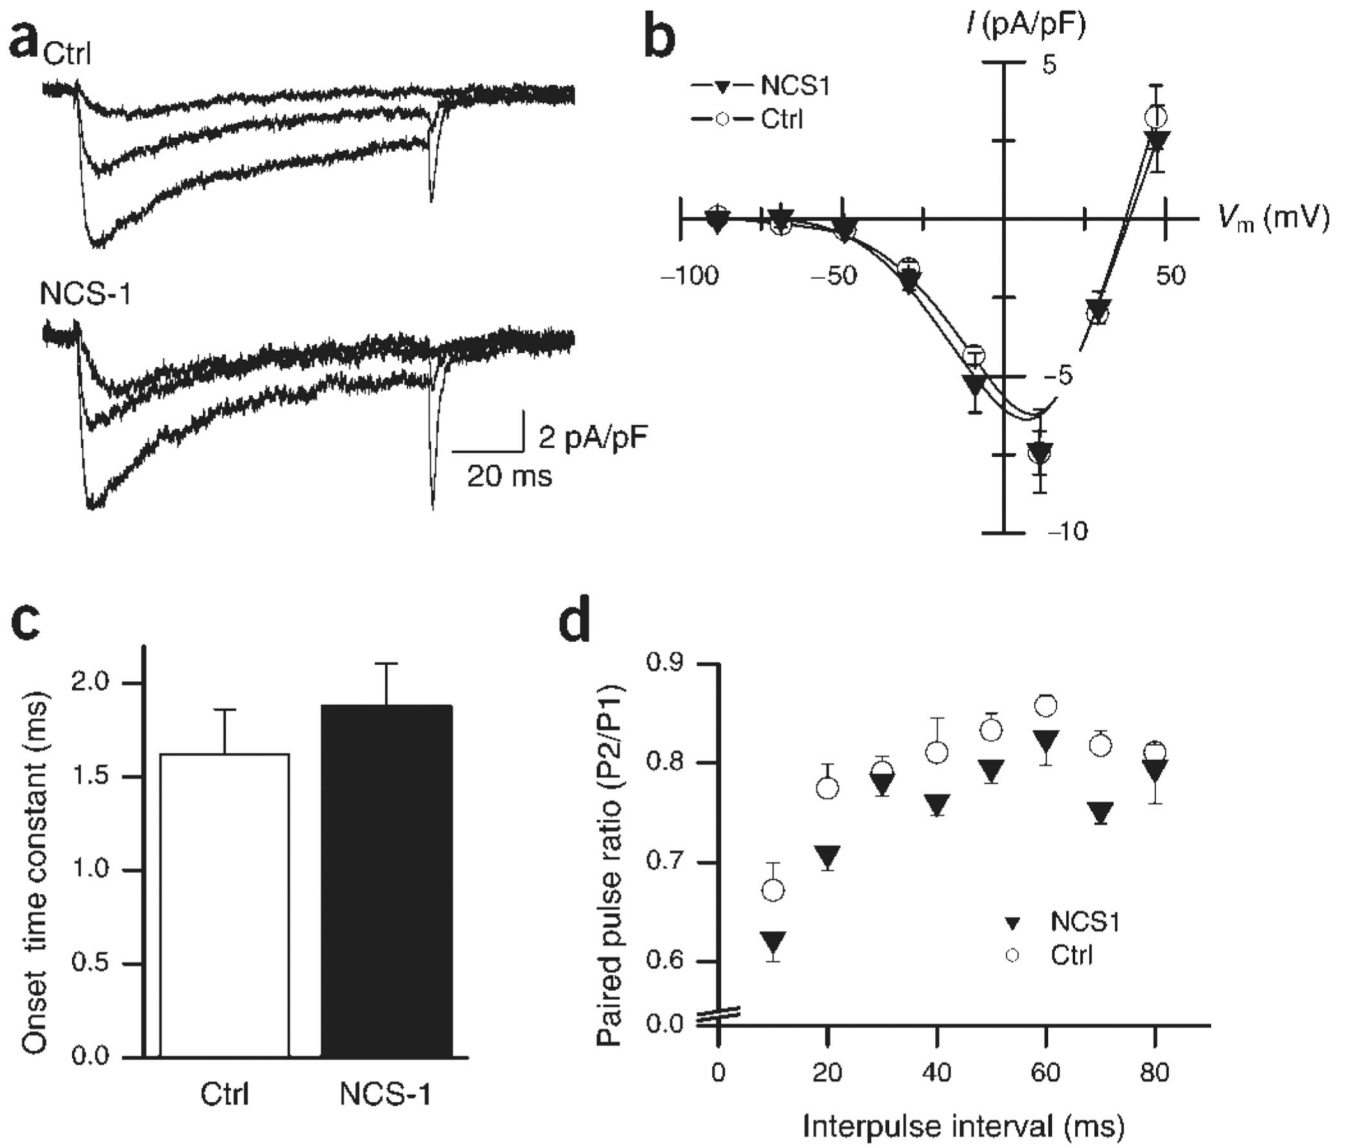 a
Ctrl
NCS-1
2 pA/pF
20 ms
b
I (pA/pF)
NCS1
Ctrl
5
Vm (mV)
−100
−50
50
−5
−10
c
Onset time constant (ms)
2.0
1.5
1.0
0.5
0.0
Ctrl
NCS-1
d
Paired pulse ratio (P2/P1)
0.9
0.8
0.7
0.6
0.0
NCS1
Ctrl
0
20
40
60
80
Interpulse interval (ms)